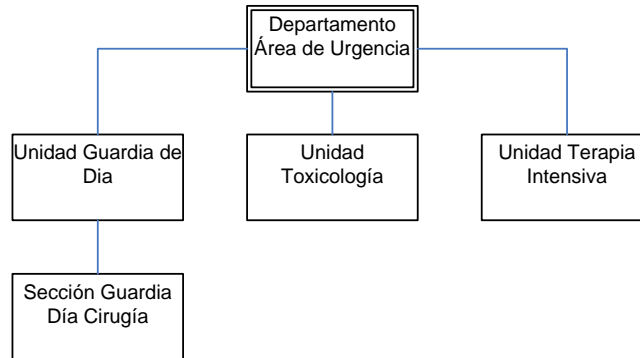 Departamento
Área de Urgencia
Unidad Guardia de
Dia
Unidad
Toxicología
Unidad Terapia
Intensiva
Sección Guardia
Día Cirugía